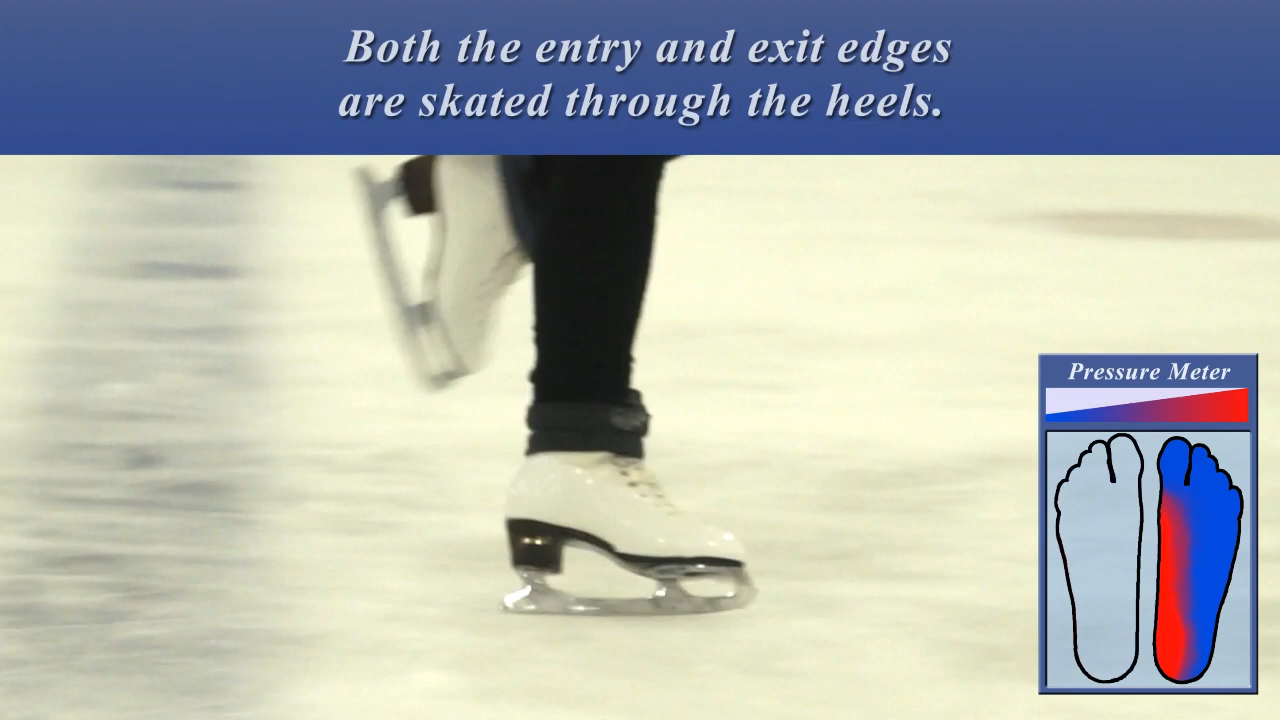 Both the entry and exit edges
are skated through the heels.
Pressure Meter